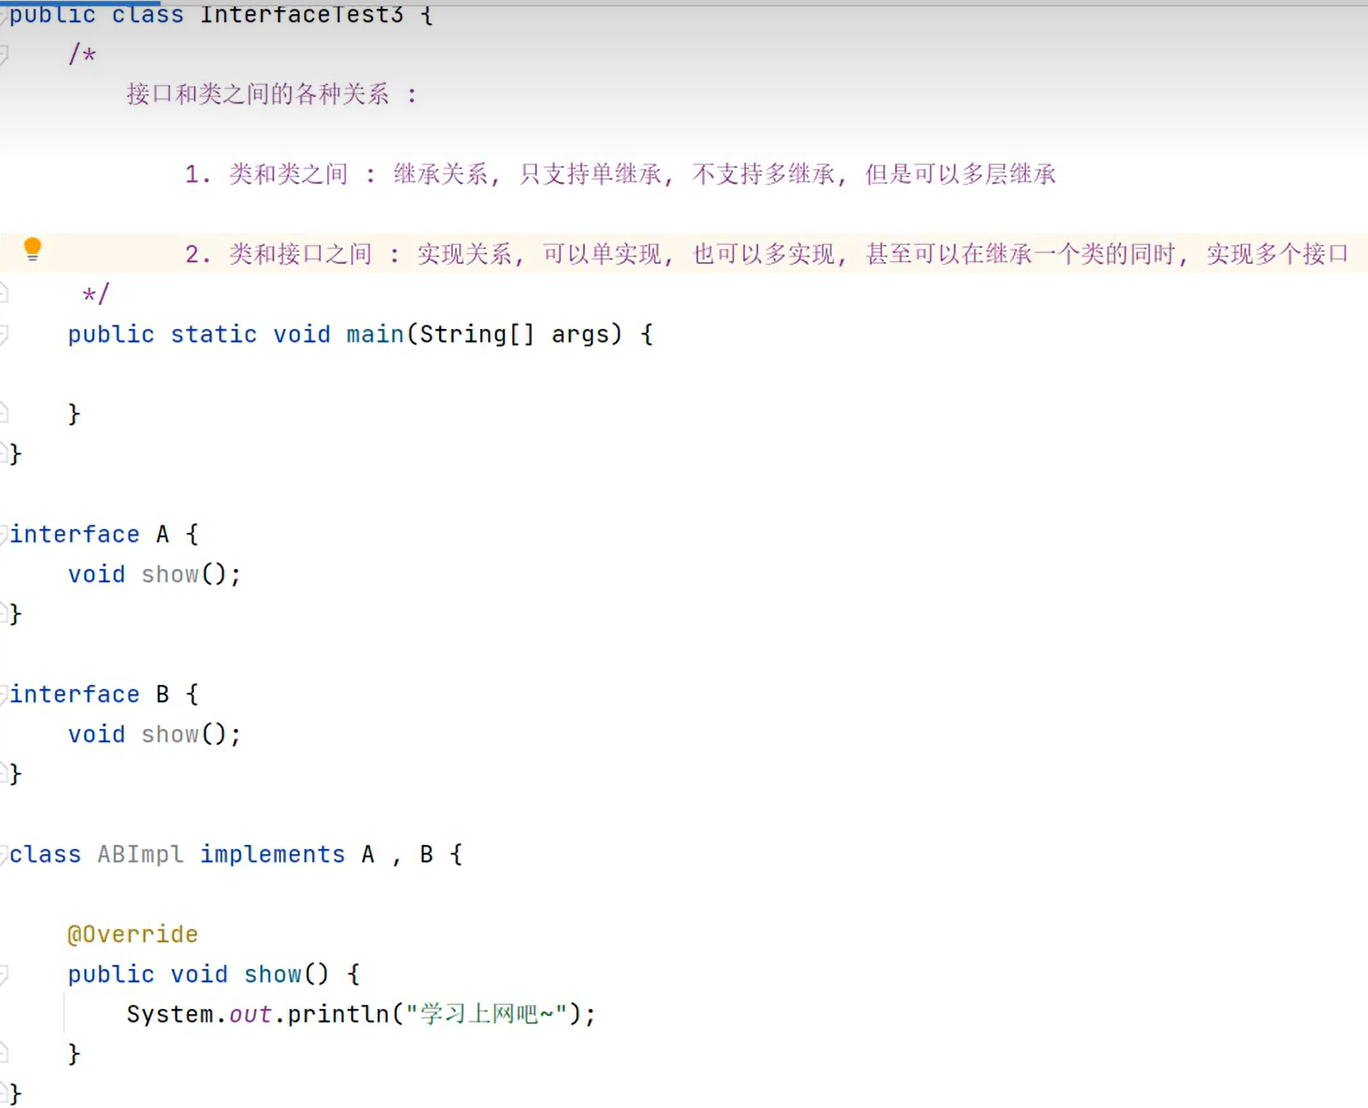 public class InterfaceTest3 {
/*
接口和类之间的各种关系 :
1. 类和类之间 : 继承关系, 只支持单继承, 不支持多继承, 但是可以多层继承
2. 类和接口之间 : 实现关系, 可以单实现, 也可以多实现, 甚至可以在继承一个类的同时, 实现多个接口
*/
public static void main(String[] args) {
}
}
interface A {
void show();
}
interface B {
void show();
}
class ABImpl implements A , B {
@Override
public void show() {
System.out.println("学习上网吧~");
}
}